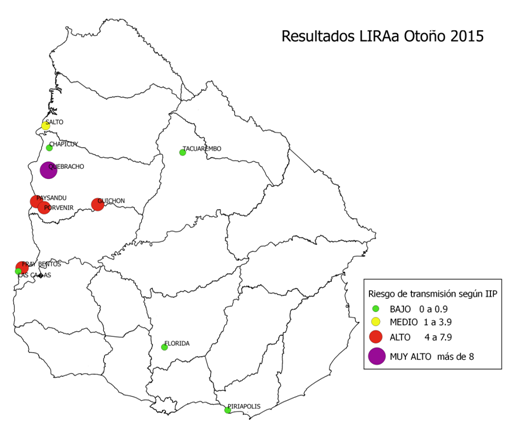 Resultados LIRAa Otoño 2015
SALTO
CHAPICUY
TACUAREMBO
QUEBRACHO
PAYSANDU
PORVENIR
GUICHON
FRAY BENTOS
LAS CAÑAS
Riesgo de transmisión según IIP
BAJO 0 a 0.9
MEDIO 1 a 3.9
ALTO 4 a 7.9
MUY ALTO más de 8
FLORIDA
PIRIAPOLIS